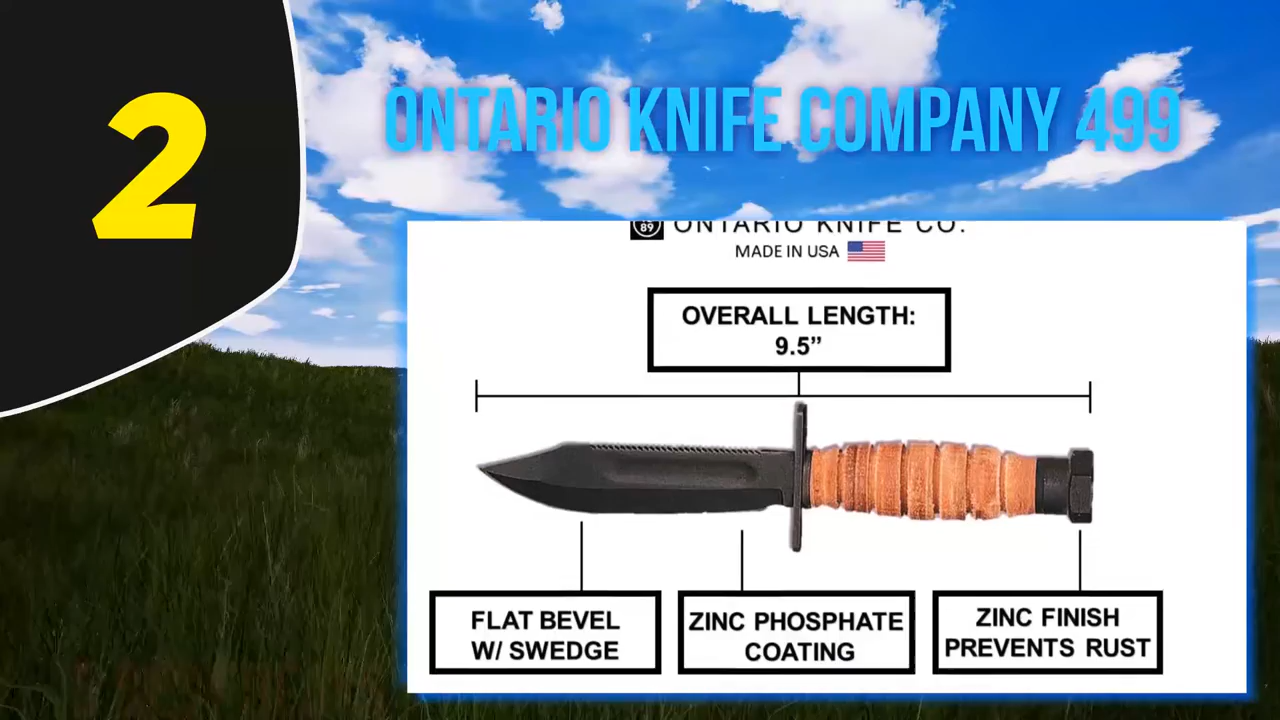 2
ONTARIO KNIFE COMPANY 499
89 ONTARIO KNIFE CO.
MADE IN USA
OVERALL LENGTH:
9.5”
FLAT BEVEL
W/ SWEDGE
ZINC PHOSPHATE
COATING
ZINC FINISH
PREVENTS RUST